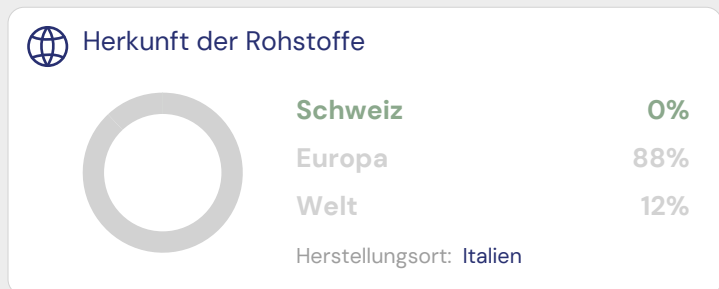 Herkunft der Rohstoffe
Schweiz 0%
Europa 88%
Welt 12%
Herstellungsort: Italien